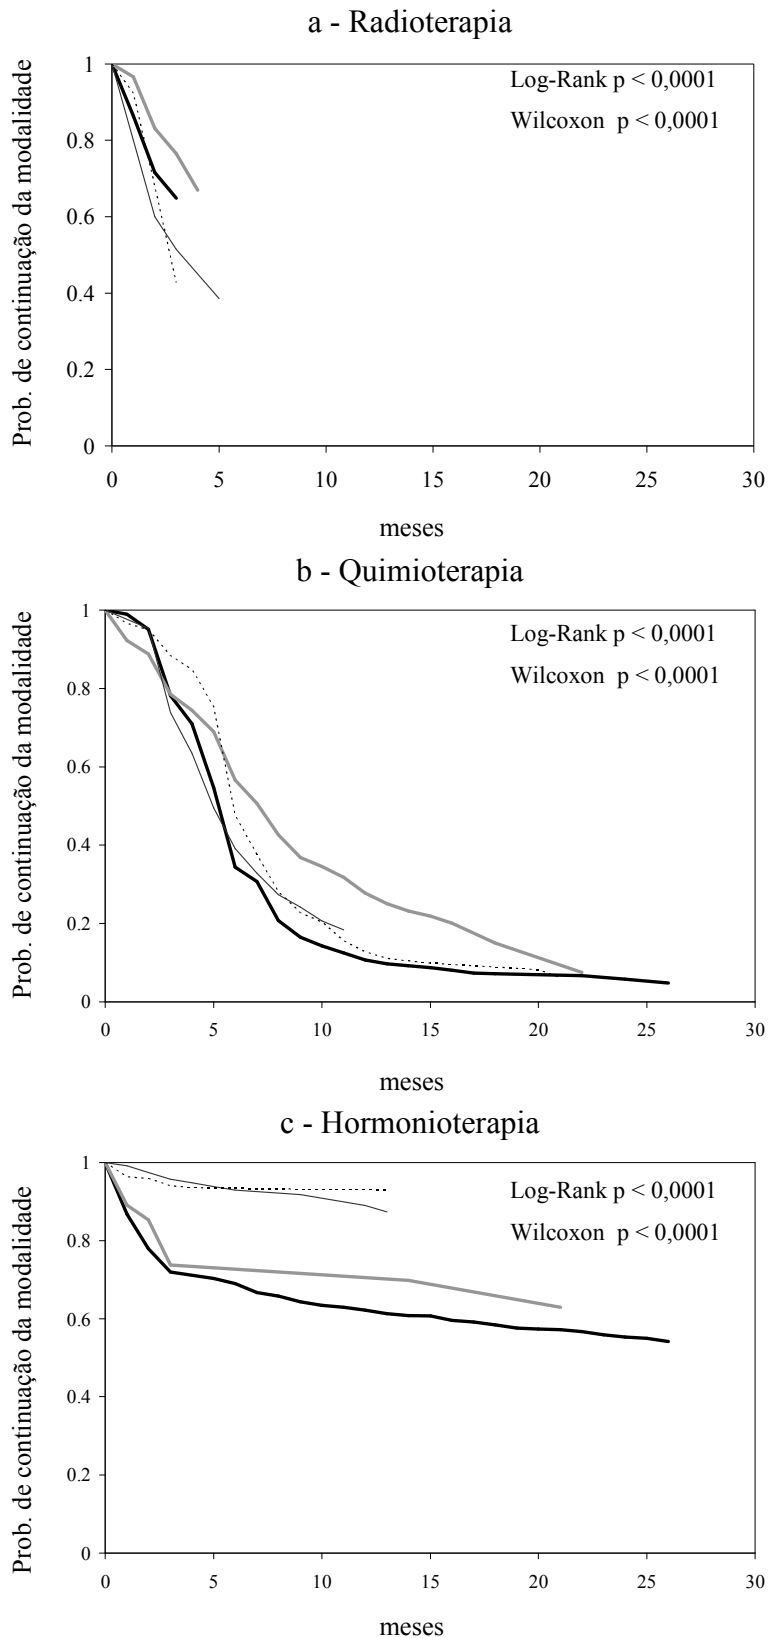 a - Radioterapia
Prob. de continuação da modalidade
Log-Rank p < 0,0001
Wilcoxon p < 0,0001
1
0.8
0.6
0.4
0.2
0
0 5 10 15 20 25 30
meses
b - Quimioterapia
Prob. de continuação da modalidade
Log-Rank p < 0,0001
Wilcoxon p < 0,0001
1
0.8
0.6
0.4
0.2
0
0 5 10 15 20 25 30
meses
c - Hormonioterapia
Prob. de continuação da modalidade
Log-Rank p < 0,0001
Wilcoxon p < 0,0001
1
0.8
0.6
0.4
0.2
0
0 5 10 15 20 25 30
meses